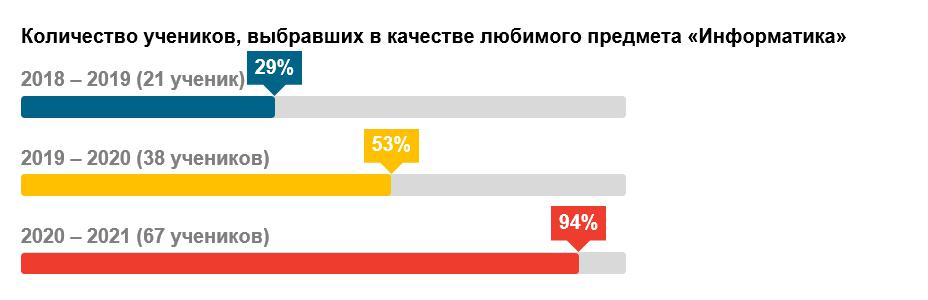 Количество учеников, выбравших в качестве любимого предмета «Информатика»
29%
2018 – 2019 (21 ученик)
53%
2019 – 2020 (38 учеников)
94%
2020 – 2021 (67 учеников)